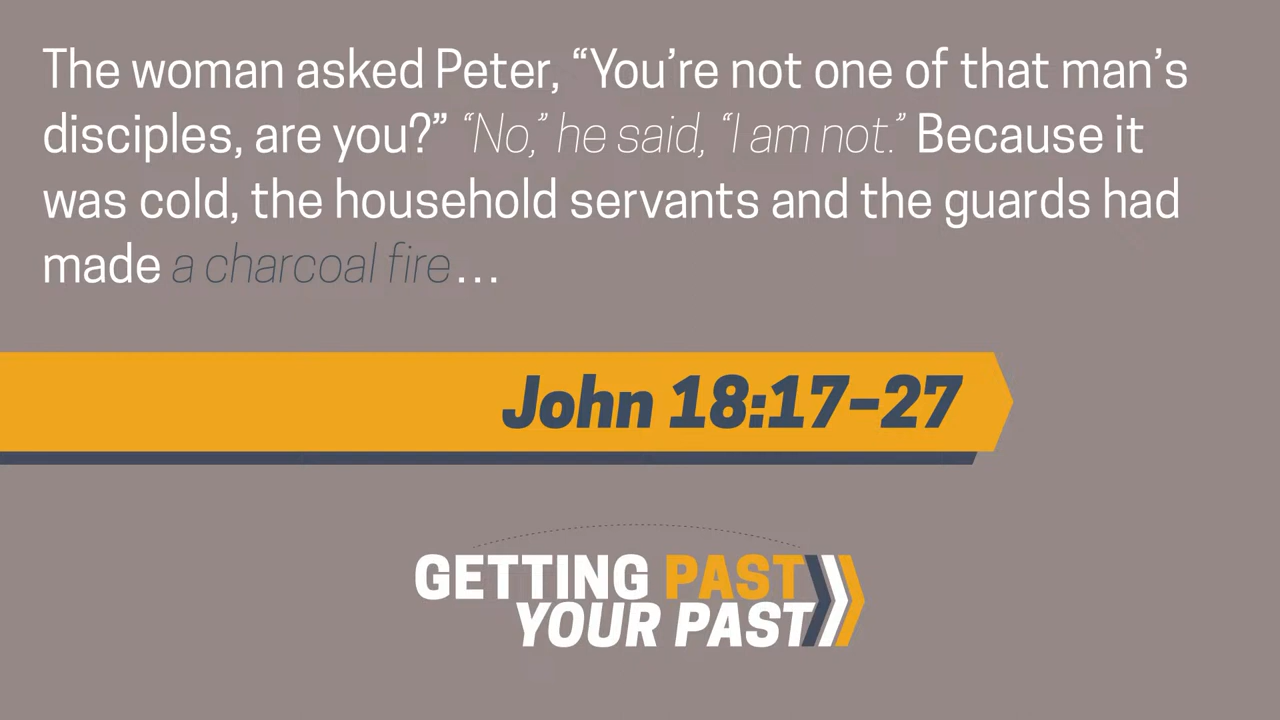 The woman asked Peter, “You’re not one of that man’s
disciples, are you?” “No,” he said, “I am not.” Because it
was cold, the household servants and the guards had
made a charcoal fire…
John 18:17–27
GETTING PAST
YOUR PAST